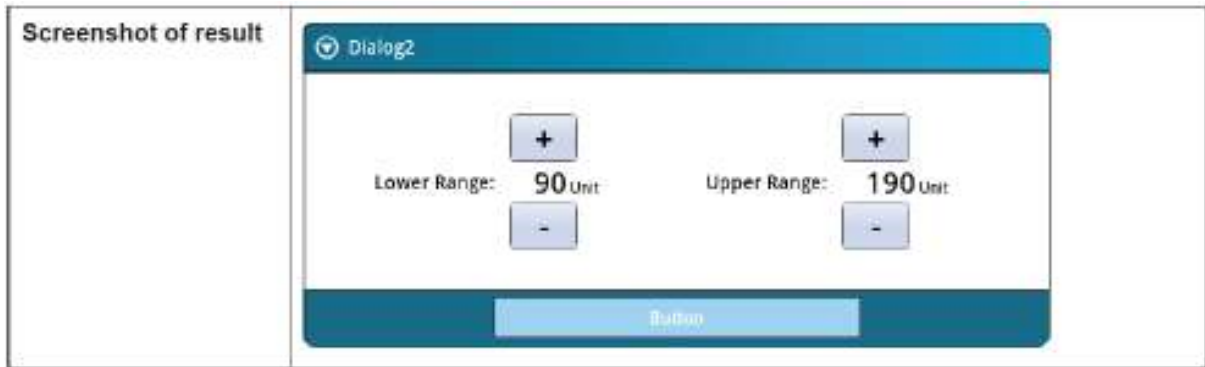 Screenshot of result
Dialog2
+ +
Lower Range: 90 Unit Upper Range: 190 Unit
- -
Button